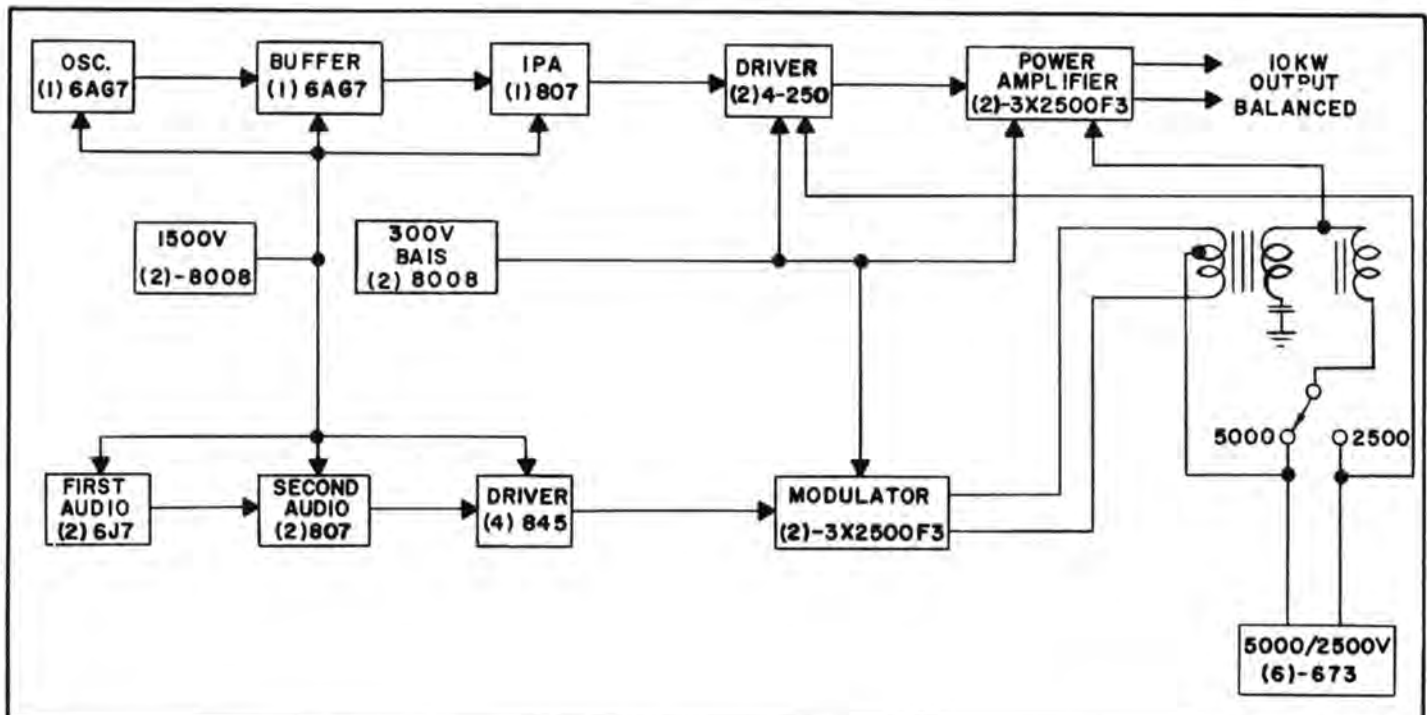 OSC.
(1) 6AG7
BUFFER
(1) 6AG7
IPA
(1) 807
DRIVER
(2) 4-250
POWER
AMPLIFIER
(2)-3X2500F3
10KW
OUTPUT
BALANCED
1500V
(2)-8008
300V
BAIS
(2) 8008
5000
2500
FIRST
AUDIO
(2) 6J7
SECOND
AUDIO
(2) 807
DRIVER
(4) 845
MODULATOR
(2)-3X2500F3
5000/2500V
(6)-673